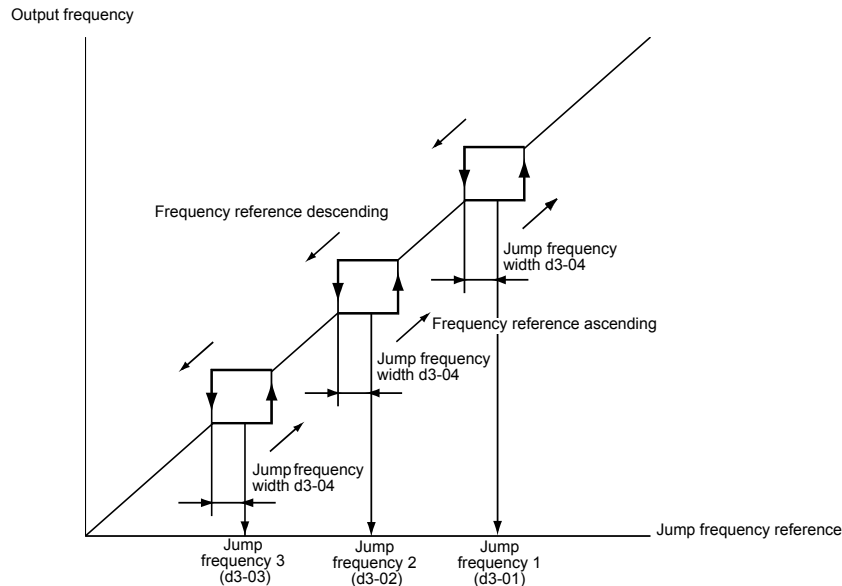 Output frequency
Frequency reference descending
Jump frequency
width d3-04
Frequency reference ascending
Jump frequency
width d3-04
Jump frequency
width d3-04
Jump frequency reference
Jump
frequency 3
(d3-03)
Jump
frequency 2
(d3-02)
Jump
frequency 1
(d3-01)